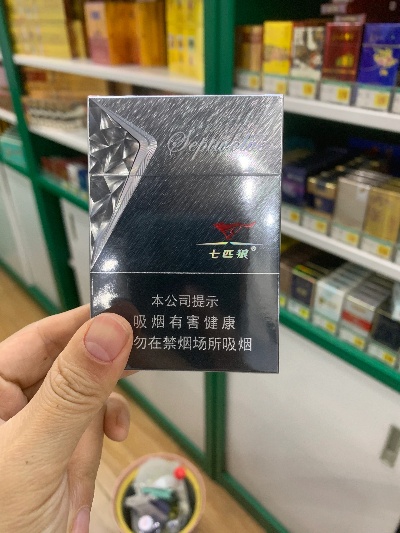 Septwolves
七匹狼®
本公司提示
吸烟有害健康
勿在禁烟场所吸烟